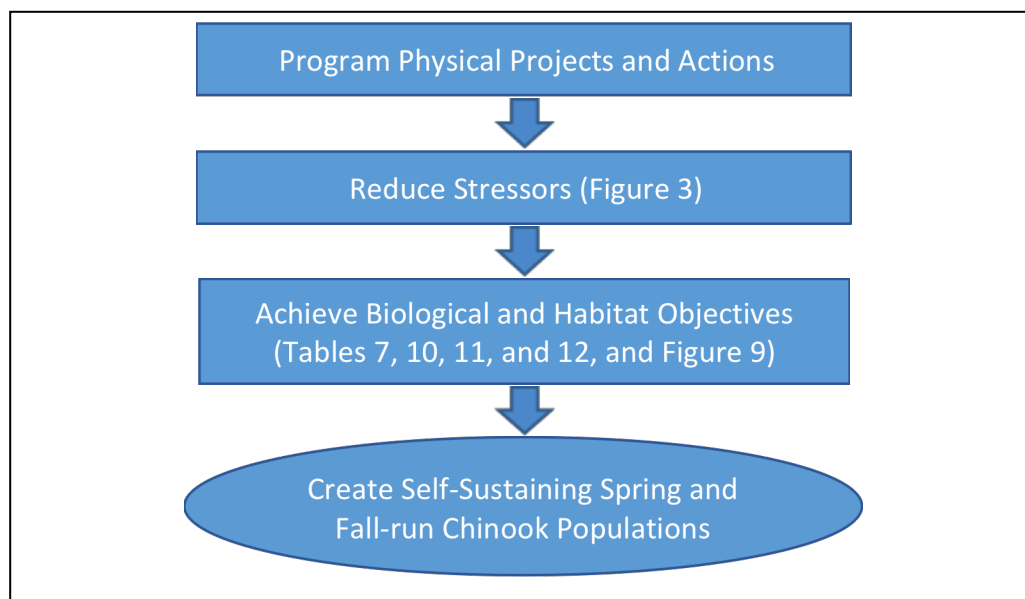 Program Physical Projects and Actions
Reduce Stressors (Figure 3)
Achieve Biological and Habitat Objectives
(Tables 7, 10, 11, and 12, and Figure 9)
Create Self-Sustaining Spring and
Fall-run Chinook Populations